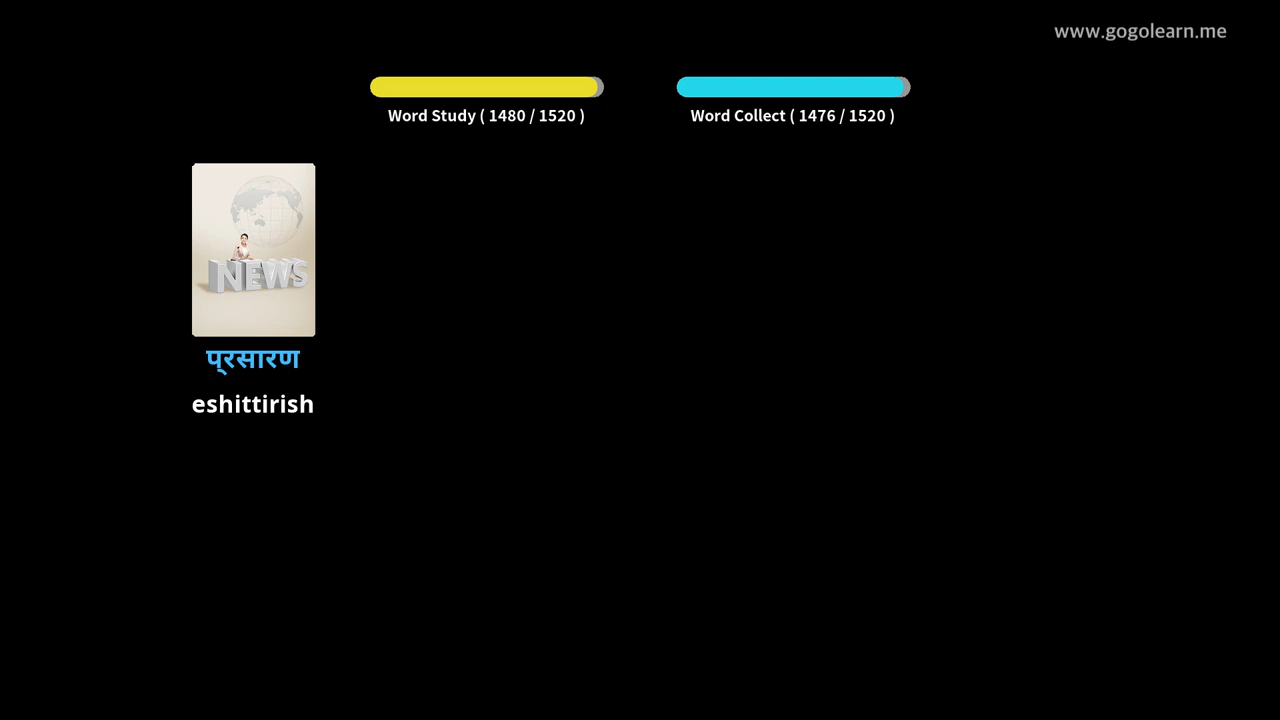 www.gogolearn.me
Word Study ( 1480 / 1520 )
Word Collect ( 1476 / 1520 )
NEWS
प्रसारण
eshittirish